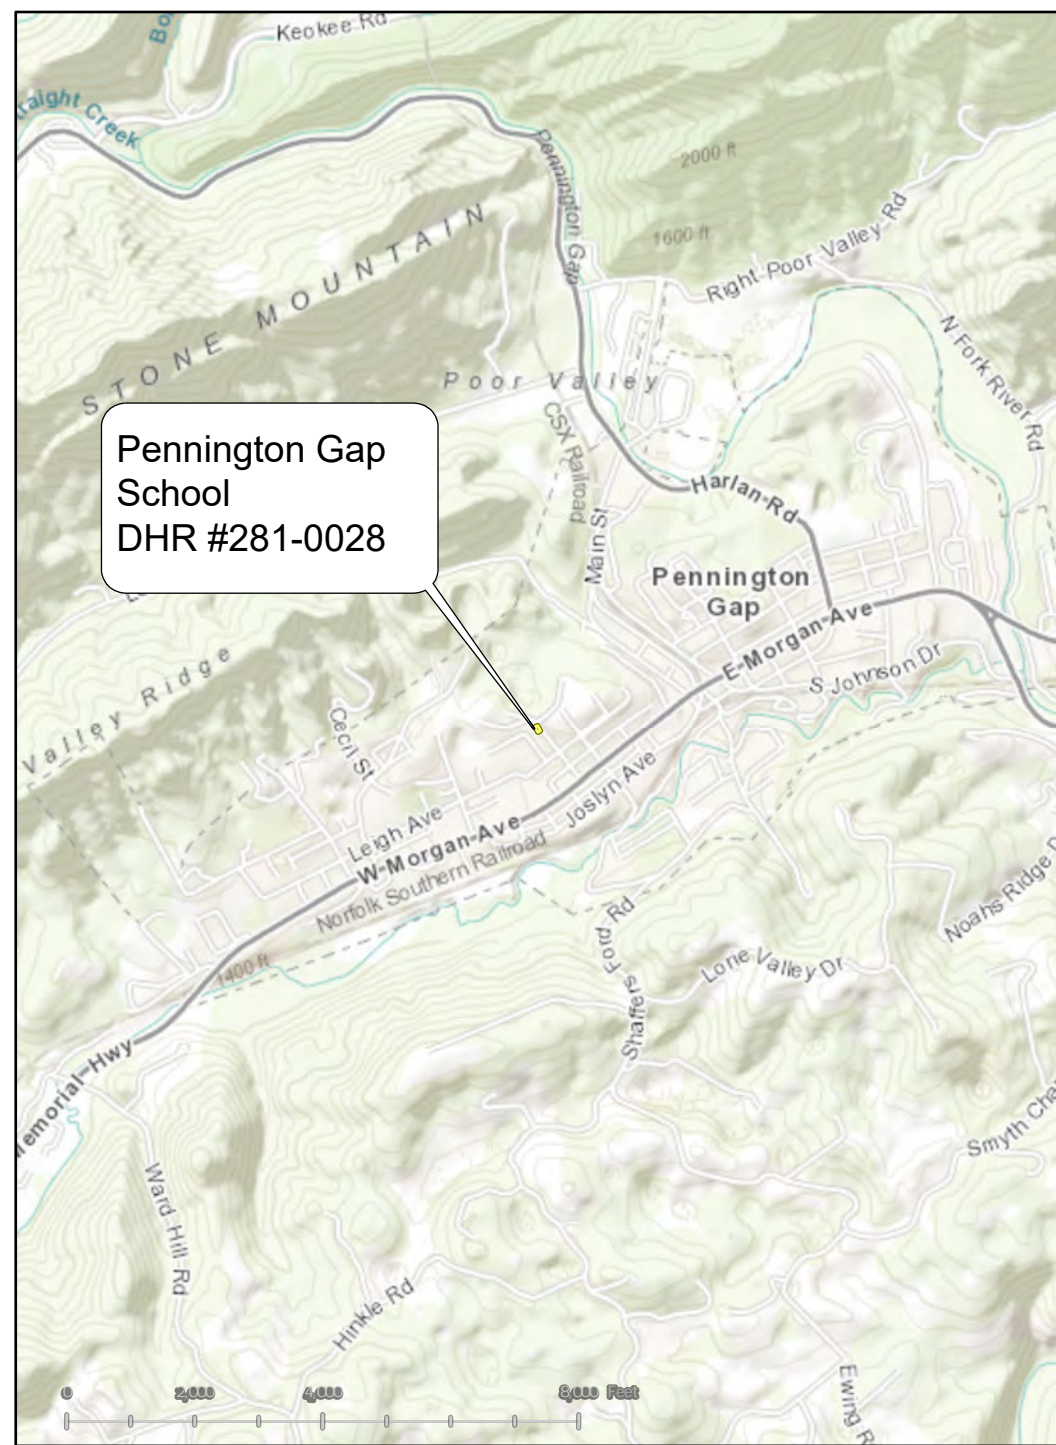 Keokee Rd
raight Creek
Pennington Gap
2000 ft
1600 ft
Right Poor Valley Rd
STONE MOUNTAIN
N Fork River Rd
Poor Valley
CSX Railroad
Pennington Gap
School
DHR #281-0028
Harlan Rd
Main St
Pennington
Gap
E Morgan Ave
S Johnson Dr
Valley Ridge
Cecil St
Joslyn Ave
Leigh Ave
W Morgan Ave
Norfolk Southern Railroad
Noahs Ridge
Shaffers Ford Rd
1400 ft
Lone Valley Dr
emorial Hwy
Smyth Cha
Ward Hill Rd
Hinkle Rd
Ewing R
0 2,000 4,000 8,000 Feet